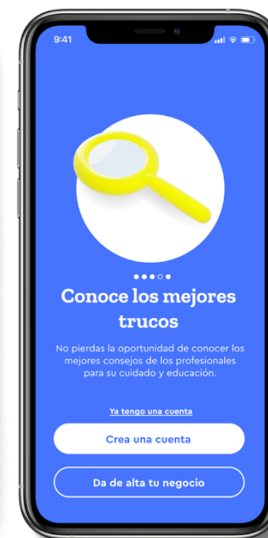 9:41
Conoce los mejores
trucos
No pierdas la oportunidad de conocer los
mejores consejos de los profesionales
para su cuidado y educación.
Ya tengo una cuenta
Crea una cuenta
Da de alta tu negocio